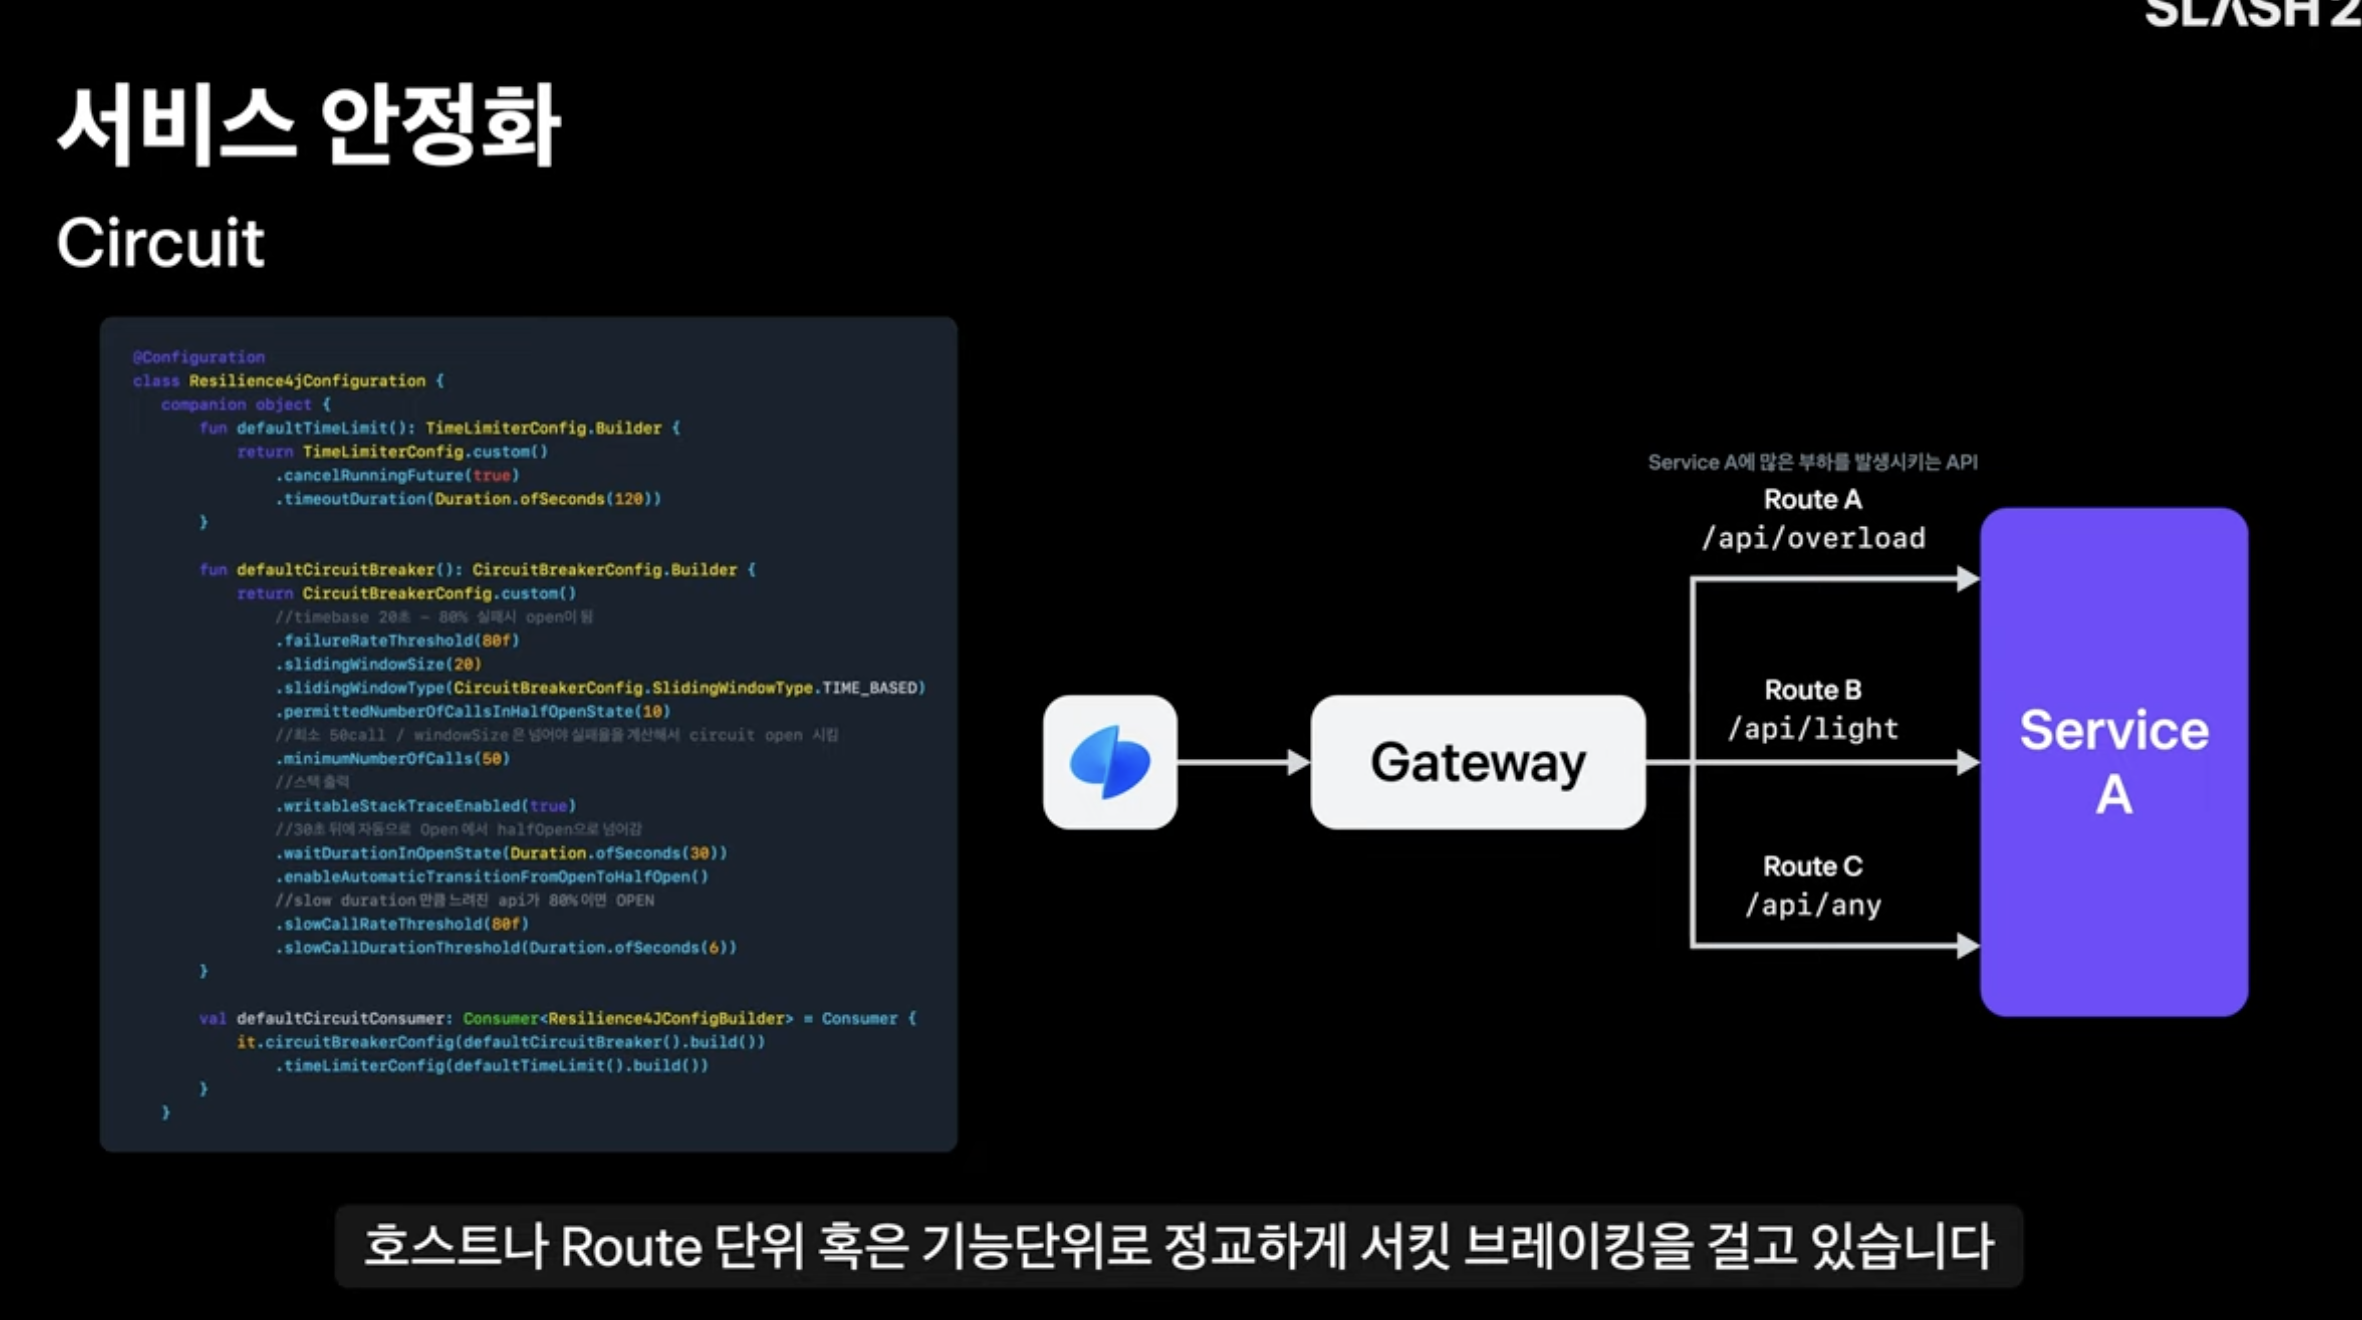 SLASH 2
서비스 안정화
Circuit
@Configuration
class Resilience4jConfiguration {
companion object {
fun defaultTimeLimit(): TimeLimiterConfig.Builder {
return TimeLimiterConfig.custom()
.cancelRunningFuture(true)
.timeoutDuration(Duration.ofSeconds(120))
}
fun defaultCircuitBreaker(): CircuitBreakerConfig.Builder {
return CircuitBreakerConfig.custom()
//timebase 20초 - 80% 실패시 open이 됨
.failureRateThreshold(80f)
.slidingWindowSize(20)
.slidingWindowType(CircuitBreakerConfig.SlidingWindowType.TIME_BASED)
.permittedNumberOfCallsInHalfOpenState(10)
//최소 50call / windowSize 은 넘어야 실패율을 계산해서 circuit open 시킴
.minimumNumberOfCalls(50)
//스택 출력
.writableStackTraceEnabled(true)
//30초 뒤에 자동으로 Open 에서 halfOpen으로 넘어감
.waitDurationInOpenState(Duration.ofSeconds(30))
.enableAutomaticTransitionFromOpenToHalfOpen()
//slow duration 만큼 느려진 api가 80% 이면 OPEN
.slowCallRateThreshold(80f)
.slowCallDurationThreshold(Duration.ofSeconds(6))
}
val defaultCircuitConsumer: Consumer<Resilience4JConfigBuilder> = Consumer {
it.circuitBreakerConfig(defaultCircuitBreaker().build())
.timeLimiterConfig(defaultTimeLimit().build())
}
}
Gateway
Service A에 많은 부하를 발생시키는 API
Route A
/api/overload
Route B
/api/light
Route C
/api/any
Service
A
호스트나 Route 단위 혹은 기능단위로 정교하게 서킷 브레이킹을 걸고 있습니다